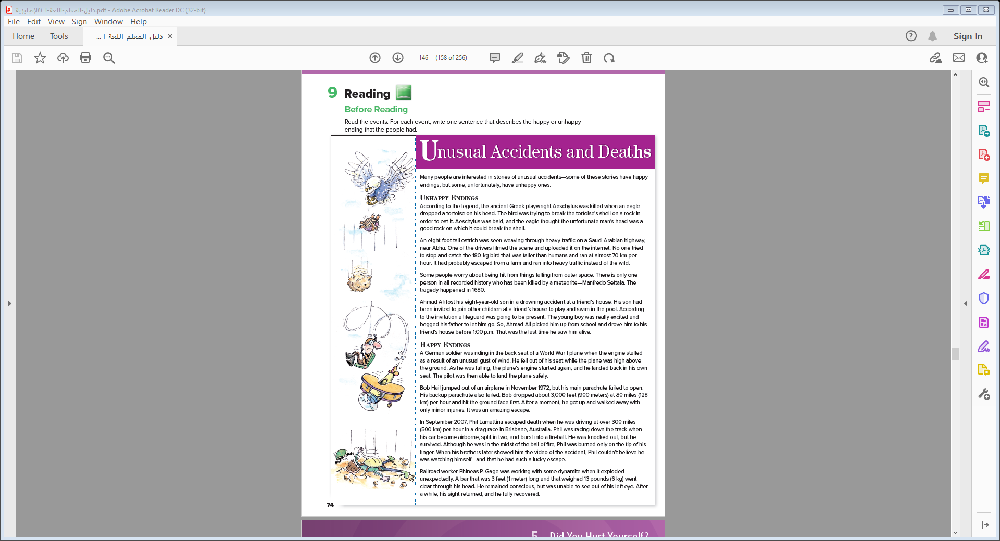 دليل-المعلم-اللغة-ا ااالإنجليزية.pdf - Adobe Acrobat Reader DC (32-bit)
File Edit View Sign Window Help
Home Tools دليل-المعلم-اللغة-ا ... × Sign In
146 (158 of 256)
9 Reading
Before Reading
Read the events. For each event, write one sentence that describes the happy or unhappy
ending that the people had.
Unusual Accidents and Deaths
Many people are interested in stories of unusual accidents—some of these stories have happy
endings, but some, unfortunately, have unhappy ones.
UNHAPPY ENDINGS
According to the legend, the ancient Greek playwright Aeschylus was killed when an eagle
dropped a tortoise on his head. The bird was trying to break the tortoise's shell on a rock in
order to eat it. Aeschylus was bald, and the eagle thought the unfortunate man's head was a
good rock on which it could break the shell.
An eight-foot tall ostrich was seen weaving through heavy traffic on a Saudi Arabian highway,
near Abha. One of the drivers filmed the scene and uploaded it on the internet. No one tried
to stop and catch the 180-kg bird that was taller than humans and ran at almost 70 km per
hour. It had probably escaped from a farm and ran into heavy traffic instead of the wild.
Some people worry about being hit from things falling from outer space. There is only one
person in all recorded history who has been killed by a meteorite—Manfredo Settala. The
tragedy happened in 1680.
Ahmad Ali lost his eight-year-old son in a drowning accident at a friend's house. His son had
been invited to join other children at a friend's house to play and swim in the pool. According
to the invitation a lifeguard was going to be present. The young boy was really excited and
begged his father to let him go. So, Ahmad Ali picked him up from school and drove him to his
friend's house before 1:00 p.m. That was the last time he saw him alive.
HAPPY ENDINGS
A German soldier was riding in the back seat of a World War I plane when the engine stalled
as a result of an unusual gust of wind. He fell out of his seat while the plane was high above
the ground. As he was falling, the plane's engine started again, and he landed back in his own
seat. The pilot was then able to land the plane safely.
Bob Hail jumped out of an airplane in November 1972, but his main parachute failed to open.
His backup parachute also failed. Bob dropped about 3,000 feet (900 meters) at 80 miles (128
km) per hour and hit the ground face first. After a moment, he got up and walked away with
only minor injuries. It was an amazing escape.
In September 2007, Phil Lamattina escaped death when he was driving at over 300 miles
(500 km) per hour in a drag race in Brisbane, Australia. Phil was racing down the track when
his car became airborne, split in two, and burst into a fireball. He was knocked out, but he
survived. Although he was in the midst of the ball of fire, Phil was burned only on the tip of his
finger. When his brothers later showed him the video of the accident, Phil couldn't believe he
was watching himself—and that he had such a lucky escape.
Railroad worker Phineas P. Gage was working with some dynamite when it exploded
unexpectedly. A bar that was 3 feet (1 meter) long and that weighed 13 pounds (6 kg) went
clear through his head. He remained conscious, but was unable to see out of his left eye. After
a while, his sight returned, and he fully recovered.
74
5 Did You Hurt Yourself?